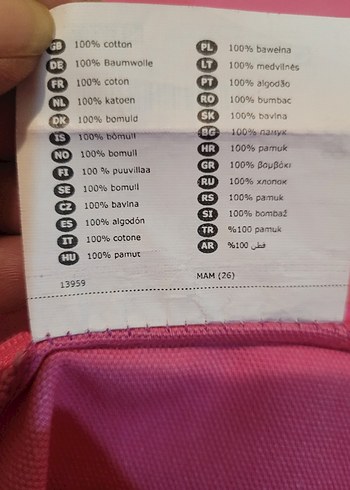 GB 100% cotton
DE 100% Baumwolle
FR 100% coton
NL 100% katoen
DK 100% bomuld
IS 100% bómull
NO 100% bomull
FI 100 % puuvillaa
SE 100% bomull
CZ 100% bavlna
ES 100% algodón
IT 100% cotone
HU 100% pamut
13959
PL 100% bawełna
LT 100% medvilnės
PT 100% algodão
RO 100% bumbac
SK 100% bavlna
BG 100% памук
HR 100% pamuk
GR 100% βαμβάκι
RU 100% хлопок
RS 100% pamuk
SI 100% bombaž
TR %100 pamuk
AR %100 قطن
MAM (26)